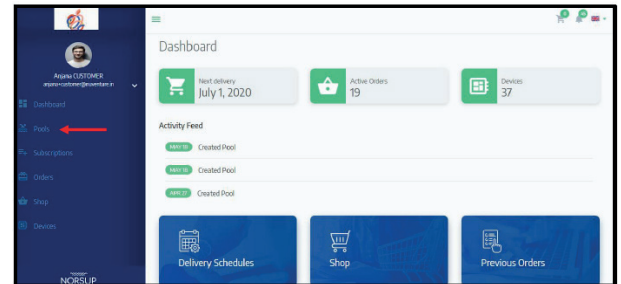 Dashboard
Anjana CUSTOMER
Next delivery
July 1, 2020
Active Orders
19
Devices
37
Dashboard
Pools
Activity Feed
Created Pool
Subscriptions
Created Pool
Orders
Created Pool
Shop
Devices
Delivery Schedules
Shop
Previous Orders
NORSUP